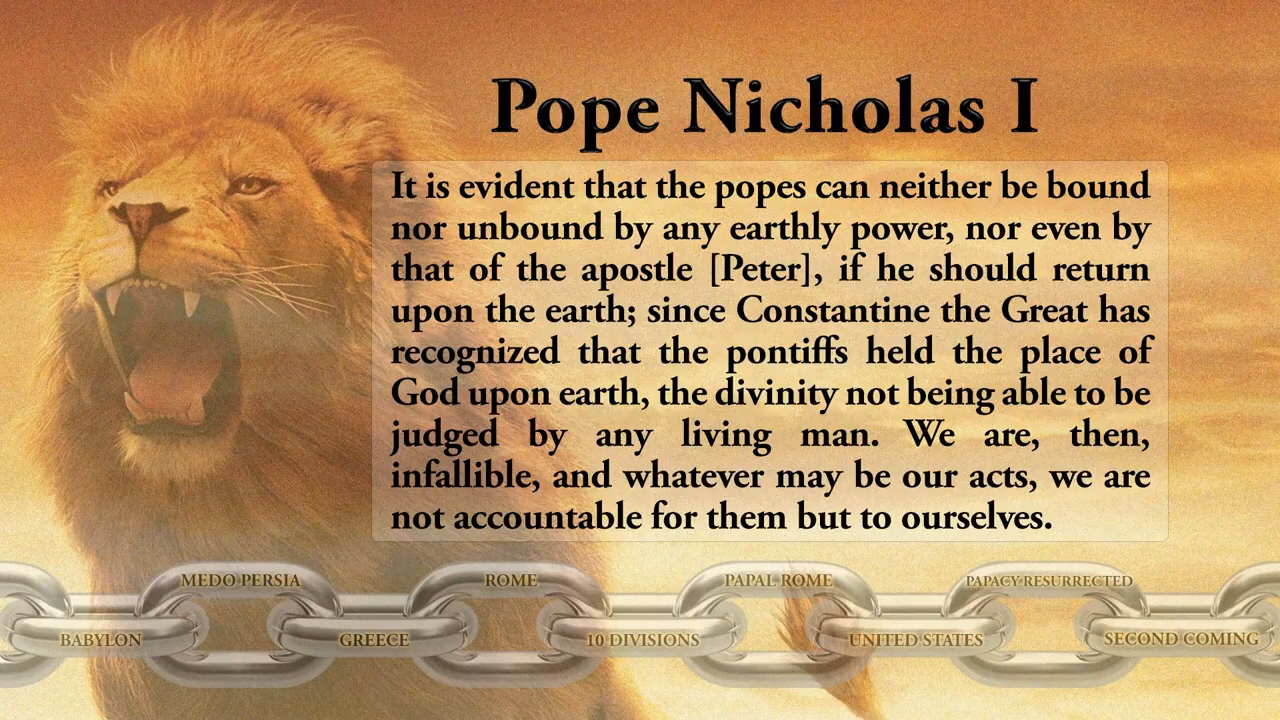 Pope Nicholas I
It is evident that the popes can neither be bound
nor unbound by any earthly power, nor even by
that of the apostle [Peter], if he should return
upon the earth; since Constantine the Great has
recognized that the pontiffs held the place of
God upon earth, the divinity not being able to be
judged by any living man. We are, then,
infallible, and whatever may be our acts, we are
not accountable for them but to ourselves.
MEDO PERSIA ROME PAPAL ROME PAPACY RESURRECTED
BABYLON GREECE 10 DIVISIONS UNITED STATES SECOND COMING